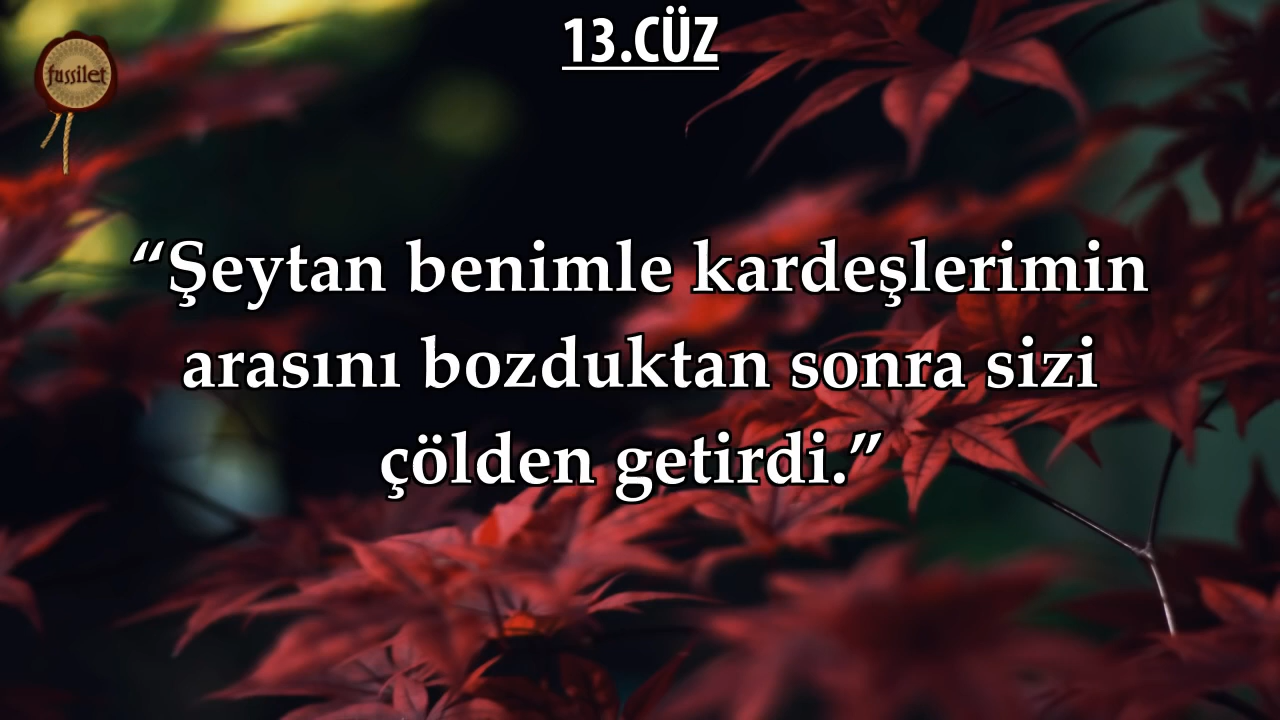 13.CÜZ
fussilet
“Şeytan benimle kardeşlerimin
arasını bozduktan sonra sizi
çölden getirdi.”